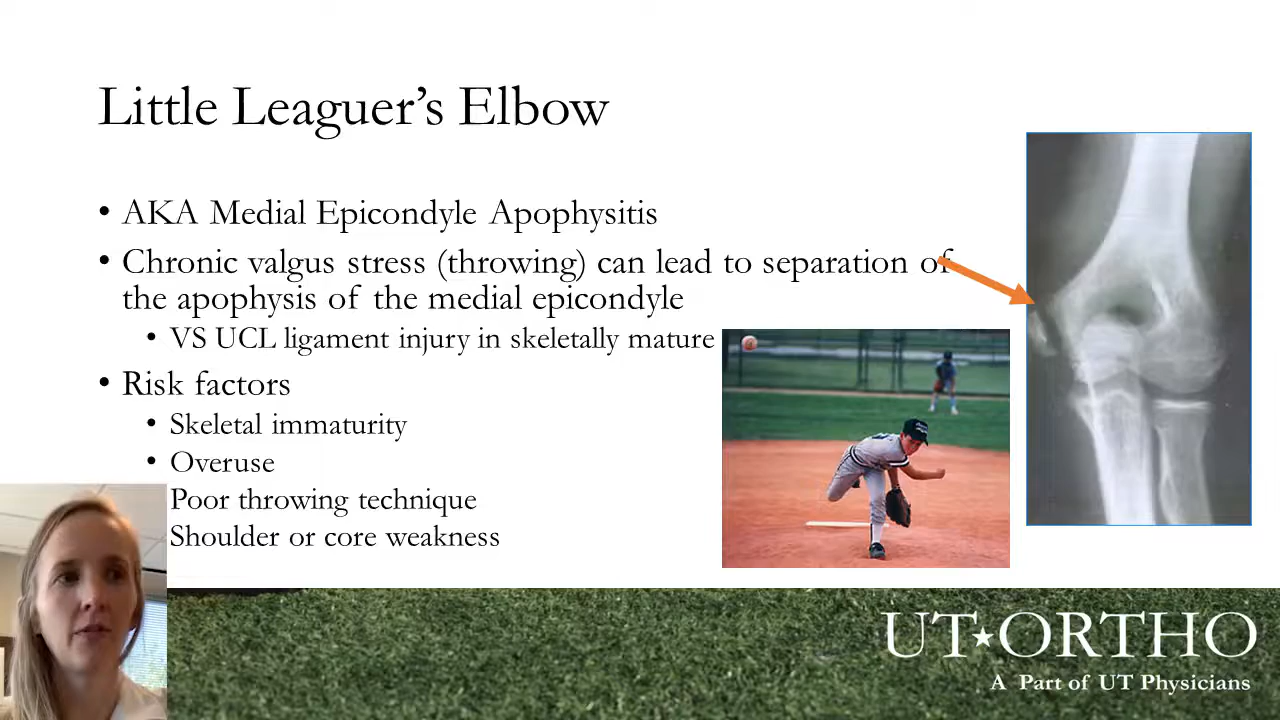 Little Leaguer's Elbow
• AKA Medial Epicondyle Apophysitis
• Chronic valgus stress (throwing) can lead to separation of
the apophysis of the medial epicondyle
• VS UCL ligament injury in skeletally mature
• Risk factors
• Skeletal immaturity
• Overuse
Poor throwing technique
Shoulder or core weakness
UT★ORTHO
A Part of UT Physicians